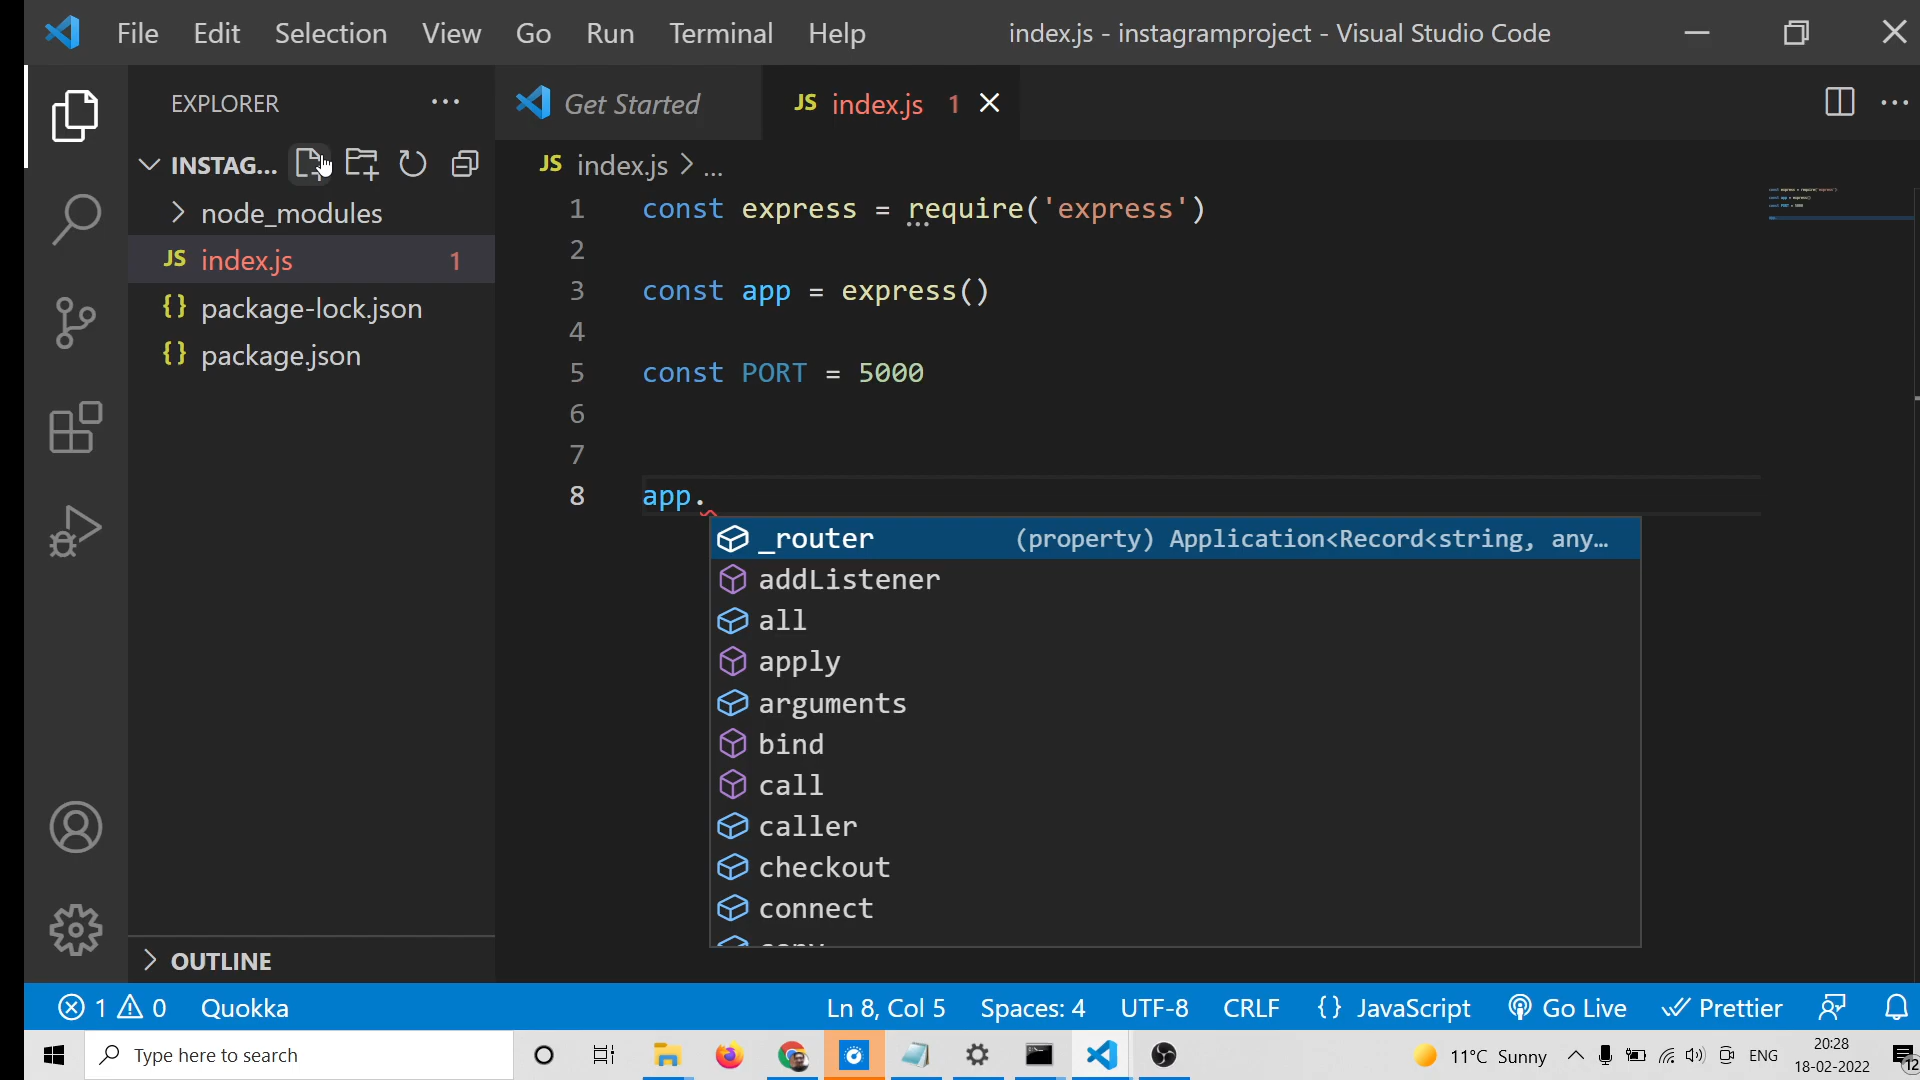 File Edit Selection View Go Run Terminal Help index.js - instagramproject - Visual Studio Code
EXPLORER
Get Started
JS index.js 1
INSTAG...
JS index.js > ...
node_modules
JS index.js 1
{} package-lock.json
{} package.json
1 const express = require('express')
2
3 const app = express()
4
5 const PORT = 5000
6
7
8 app.
_router (property) Application<Record<string, any...
addListener
all
apply
arguments
bind
call
caller
checkout
connect
OUTLINE
1 0 Quokka Ln 8, Col 5 Spaces: 4 UTF-8 CRLF {} JavaScript Go Live Prettier
Type here to search
11°C Sunny
ENG
20:28
18-02-2022
12